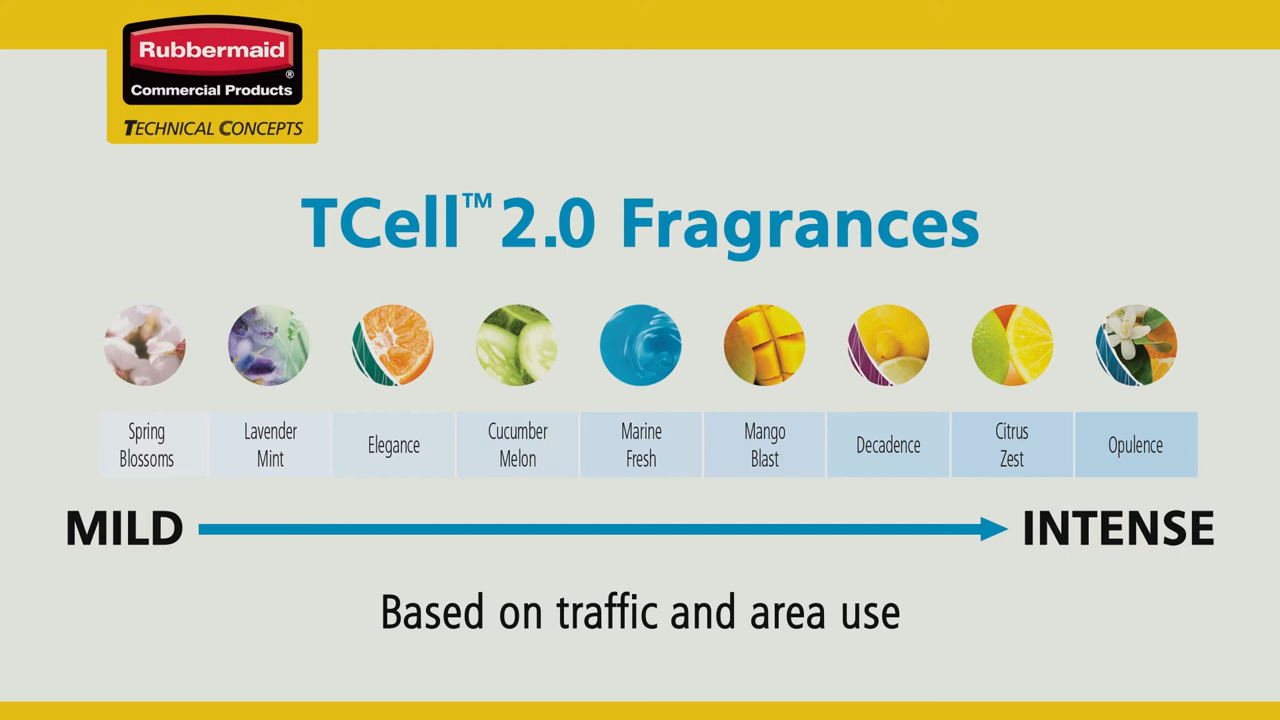 Rubbermaid
®
Commercial Products
TECHNICAL CONCEPTS
TCell™ 2.0 Fragrances
Spring Blossoms
Lavender Mint
Elegance
Cucumber Melon
Marine Fresh
Mango Blast
Decadence
Citrus Zest
Opulence
MILD
INTENSE
Based on traffic and area use